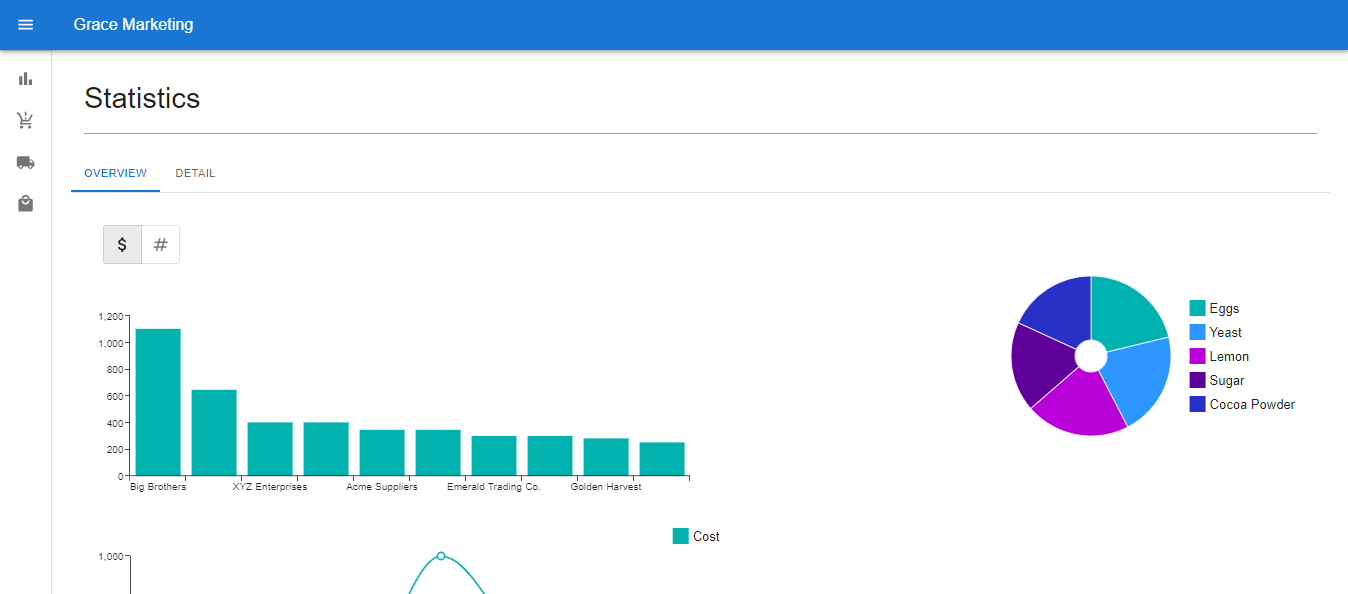 Grace Marketing
Statistics
OVERVIEW DETAIL
$ #
1,200
1,000
800
600
400
200
0
Big Brothers XYZ Enterprises Acme Suppliers Emerald Trading Co. Golden Harvest
Eggs
Yeast
Lemon
Sugar
Cocoa Powder
Cost
1,000